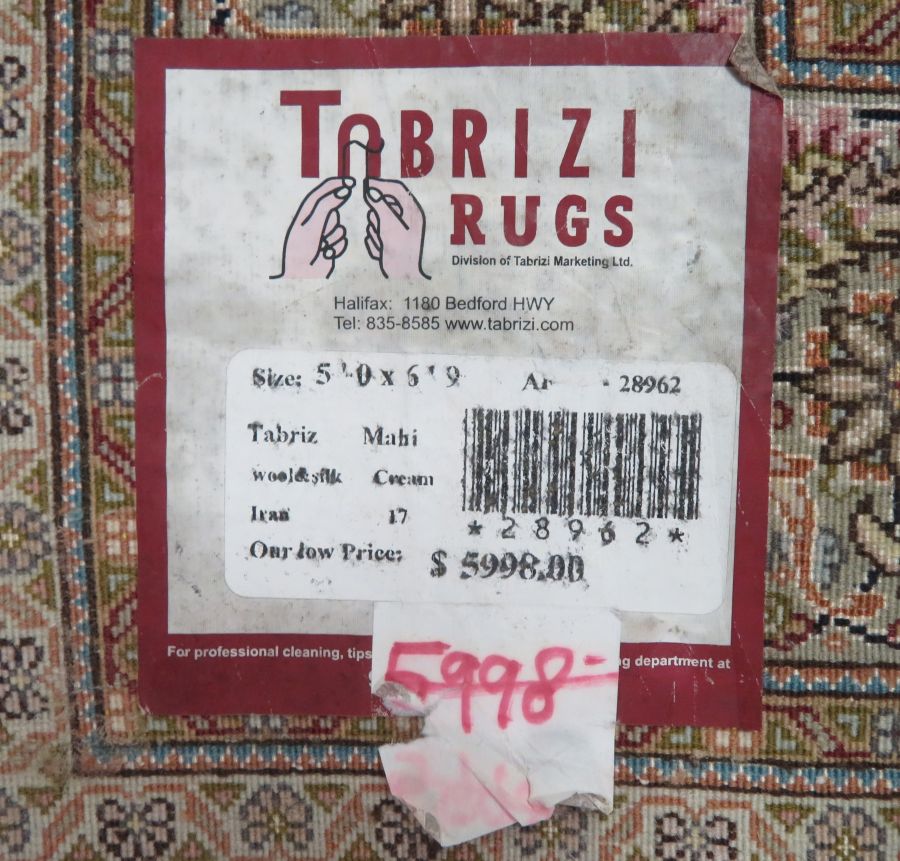 TABRIZI
RUGS
Division of Tabrizi Marketing Ltd.
Halifax: 1180 Bedford HWY
Tel: 835-8585 www.tabrizi.com
Size: 5'-0 x 6'9 28962
Tabriz Mahi
wool&silk Cream
Iran 17
*28962*
Our low Price: $ 5998.00
For professional cleaning, tips department at
5998-